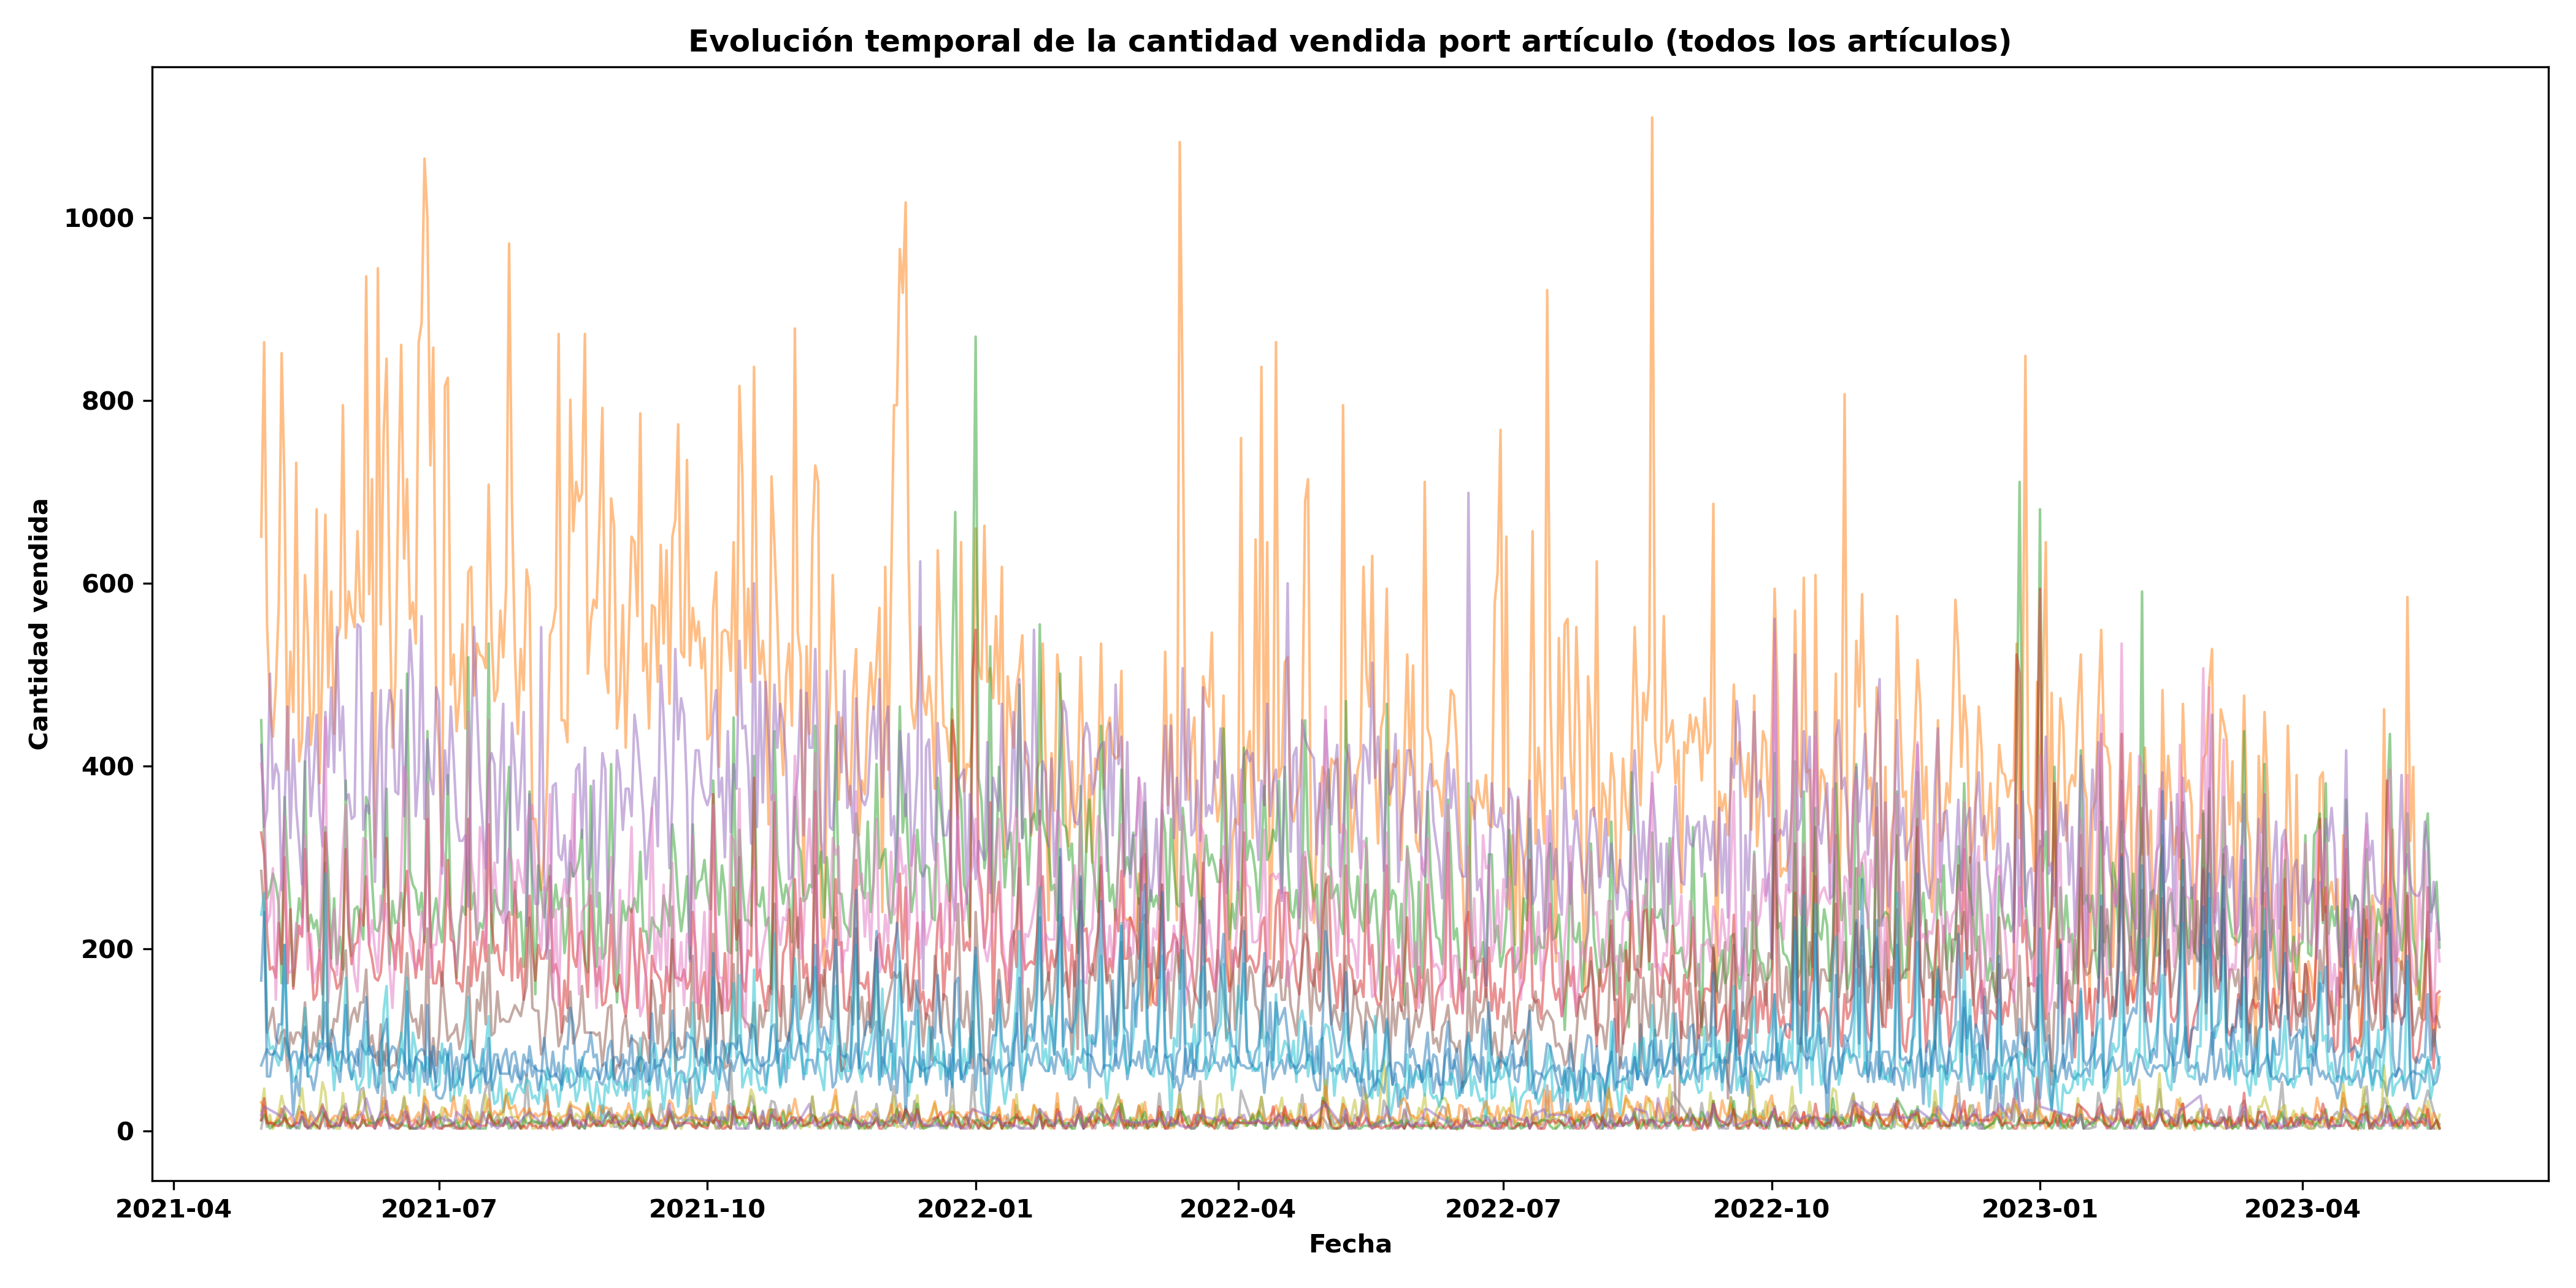 Evolución temporal de la cantidad vendida port artículo (todos los artículos)
Cantidad vendida
1000
800
600
400
200
0
2021-04 2021-07 2021-10 2022-01 2022-04 2022-07 2022-10 2023-01 2023-04
Fecha